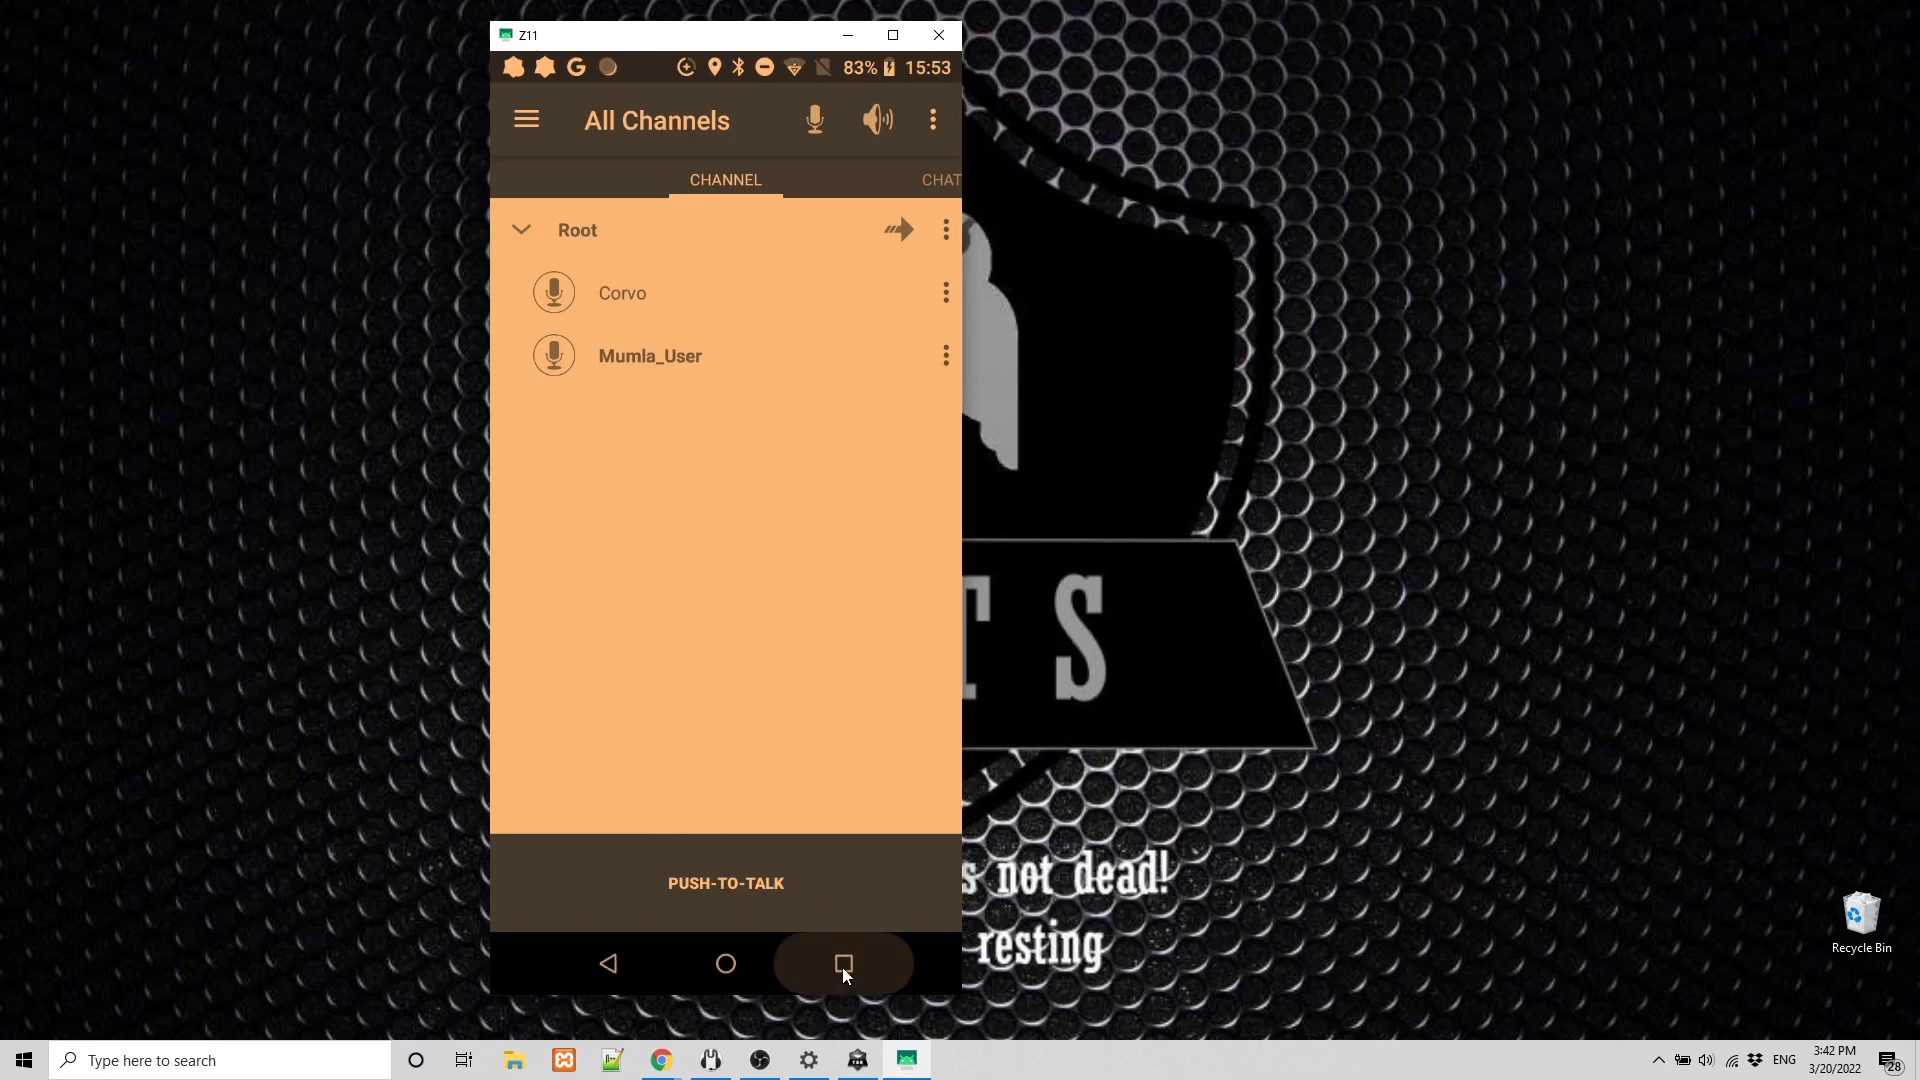 Z11
83% 15:53
All Channels
CHANNEL CHAT
Root
Corvo
Mumla_User
PUSH-TO-TALK
T S
s not dead!
resting
Recycle Bin
Type here to search
ENG
3:42 PM
3/20/2022
28